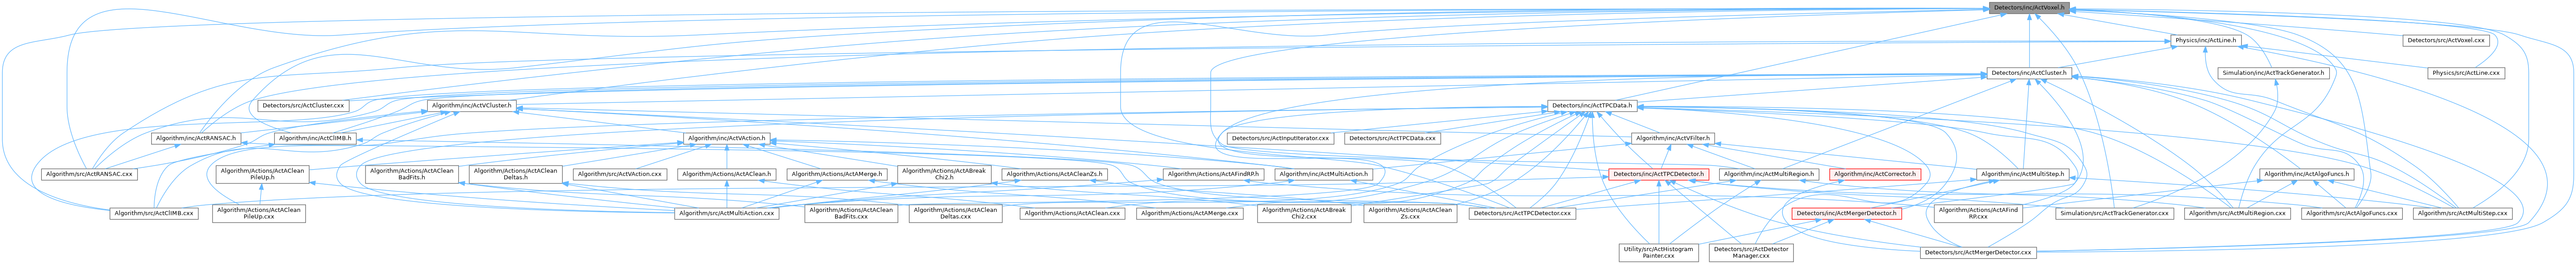 Detectors/inc/ActVoxel.h
Physics/inc/ActLine.h
Detectors/src/ActVoxel.cxx
Detectors/inc/ActCluster.h
Simulation/inc/ActTrackGenerator.h
Physics/src/ActLine.cxx
Detectors/src/ActCluster.cxx
Algorithm/inc/ActVCluster.h
Detectors/inc/ActTPCData.h
Algorithm/inc/ActRANSAC.h
Algorithm/inc/ActCliMB.h
Algorithm/inc/ActVAction.h
Detectors/src/ActInputIterator.cxx
Detectors/src/ActTPCData.cxx
Algorithm/inc/ActVFilter.h
Algorithm/src/ActRANSAC.cxx
Algorithm/Actions/ActAClean
PileUp.h
Algorithm/Actions/ActAClean
BadFits.h
Algorithm/Actions/ActAClean
Deltas.h
Algorithm/src/ActVAction.cxx
Algorithm/Actions/ActAClean.h
Algorithm/Actions/ActAMerge.h
Algorithm/Actions/ActABreak
Chi2.h
Algorithm/Actions/ActACleanZs.h
Algorithm/Actions/ActAFindRP.h
Algorithm/inc/ActMultiAction.h
Detectors/inc/ActTPCDetector.h
Algorithm/inc/ActMultiRegion.h
Algorithm/inc/ActCorrector.h
Algorithm/inc/ActMultiStep.h
Algorithm/inc/ActAlgoFuncs.h
Algorithm/src/ActCliMB.cxx
Algorithm/Actions/ActAClean
PileUp.cxx
Algorithm/src/ActMultiAction.cxx
Algorithm/Actions/ActAClean
BadFits.cxx
Algorithm/Actions/ActAClean
Deltas.cxx
Algorithm/Actions/ActAClean.cxx
Algorithm/Actions/ActAMerge.cxx
Algorithm/Actions/ActABreak
Chi2.cxx
Algorithm/Actions/ActAClean
Zs.cxx
Detectors/src/ActTPCDetector.cxx
Detectors/inc/ActMergerDetector.h
Algorithm/Actions/ActAFind
RP.cxx
Simulation/src/ActTrackGenerator.cxx
Algorithm/src/ActMultiRegion.cxx
Algorithm/src/ActAlgoFuncs.cxx
Algorithm/src/ActMultiStep.cxx
Utility/src/ActHistogram
Painter.cxx
Detectors/src/ActDetector
Manager.cxx
Detectors/src/ActMergerDetector.cxx